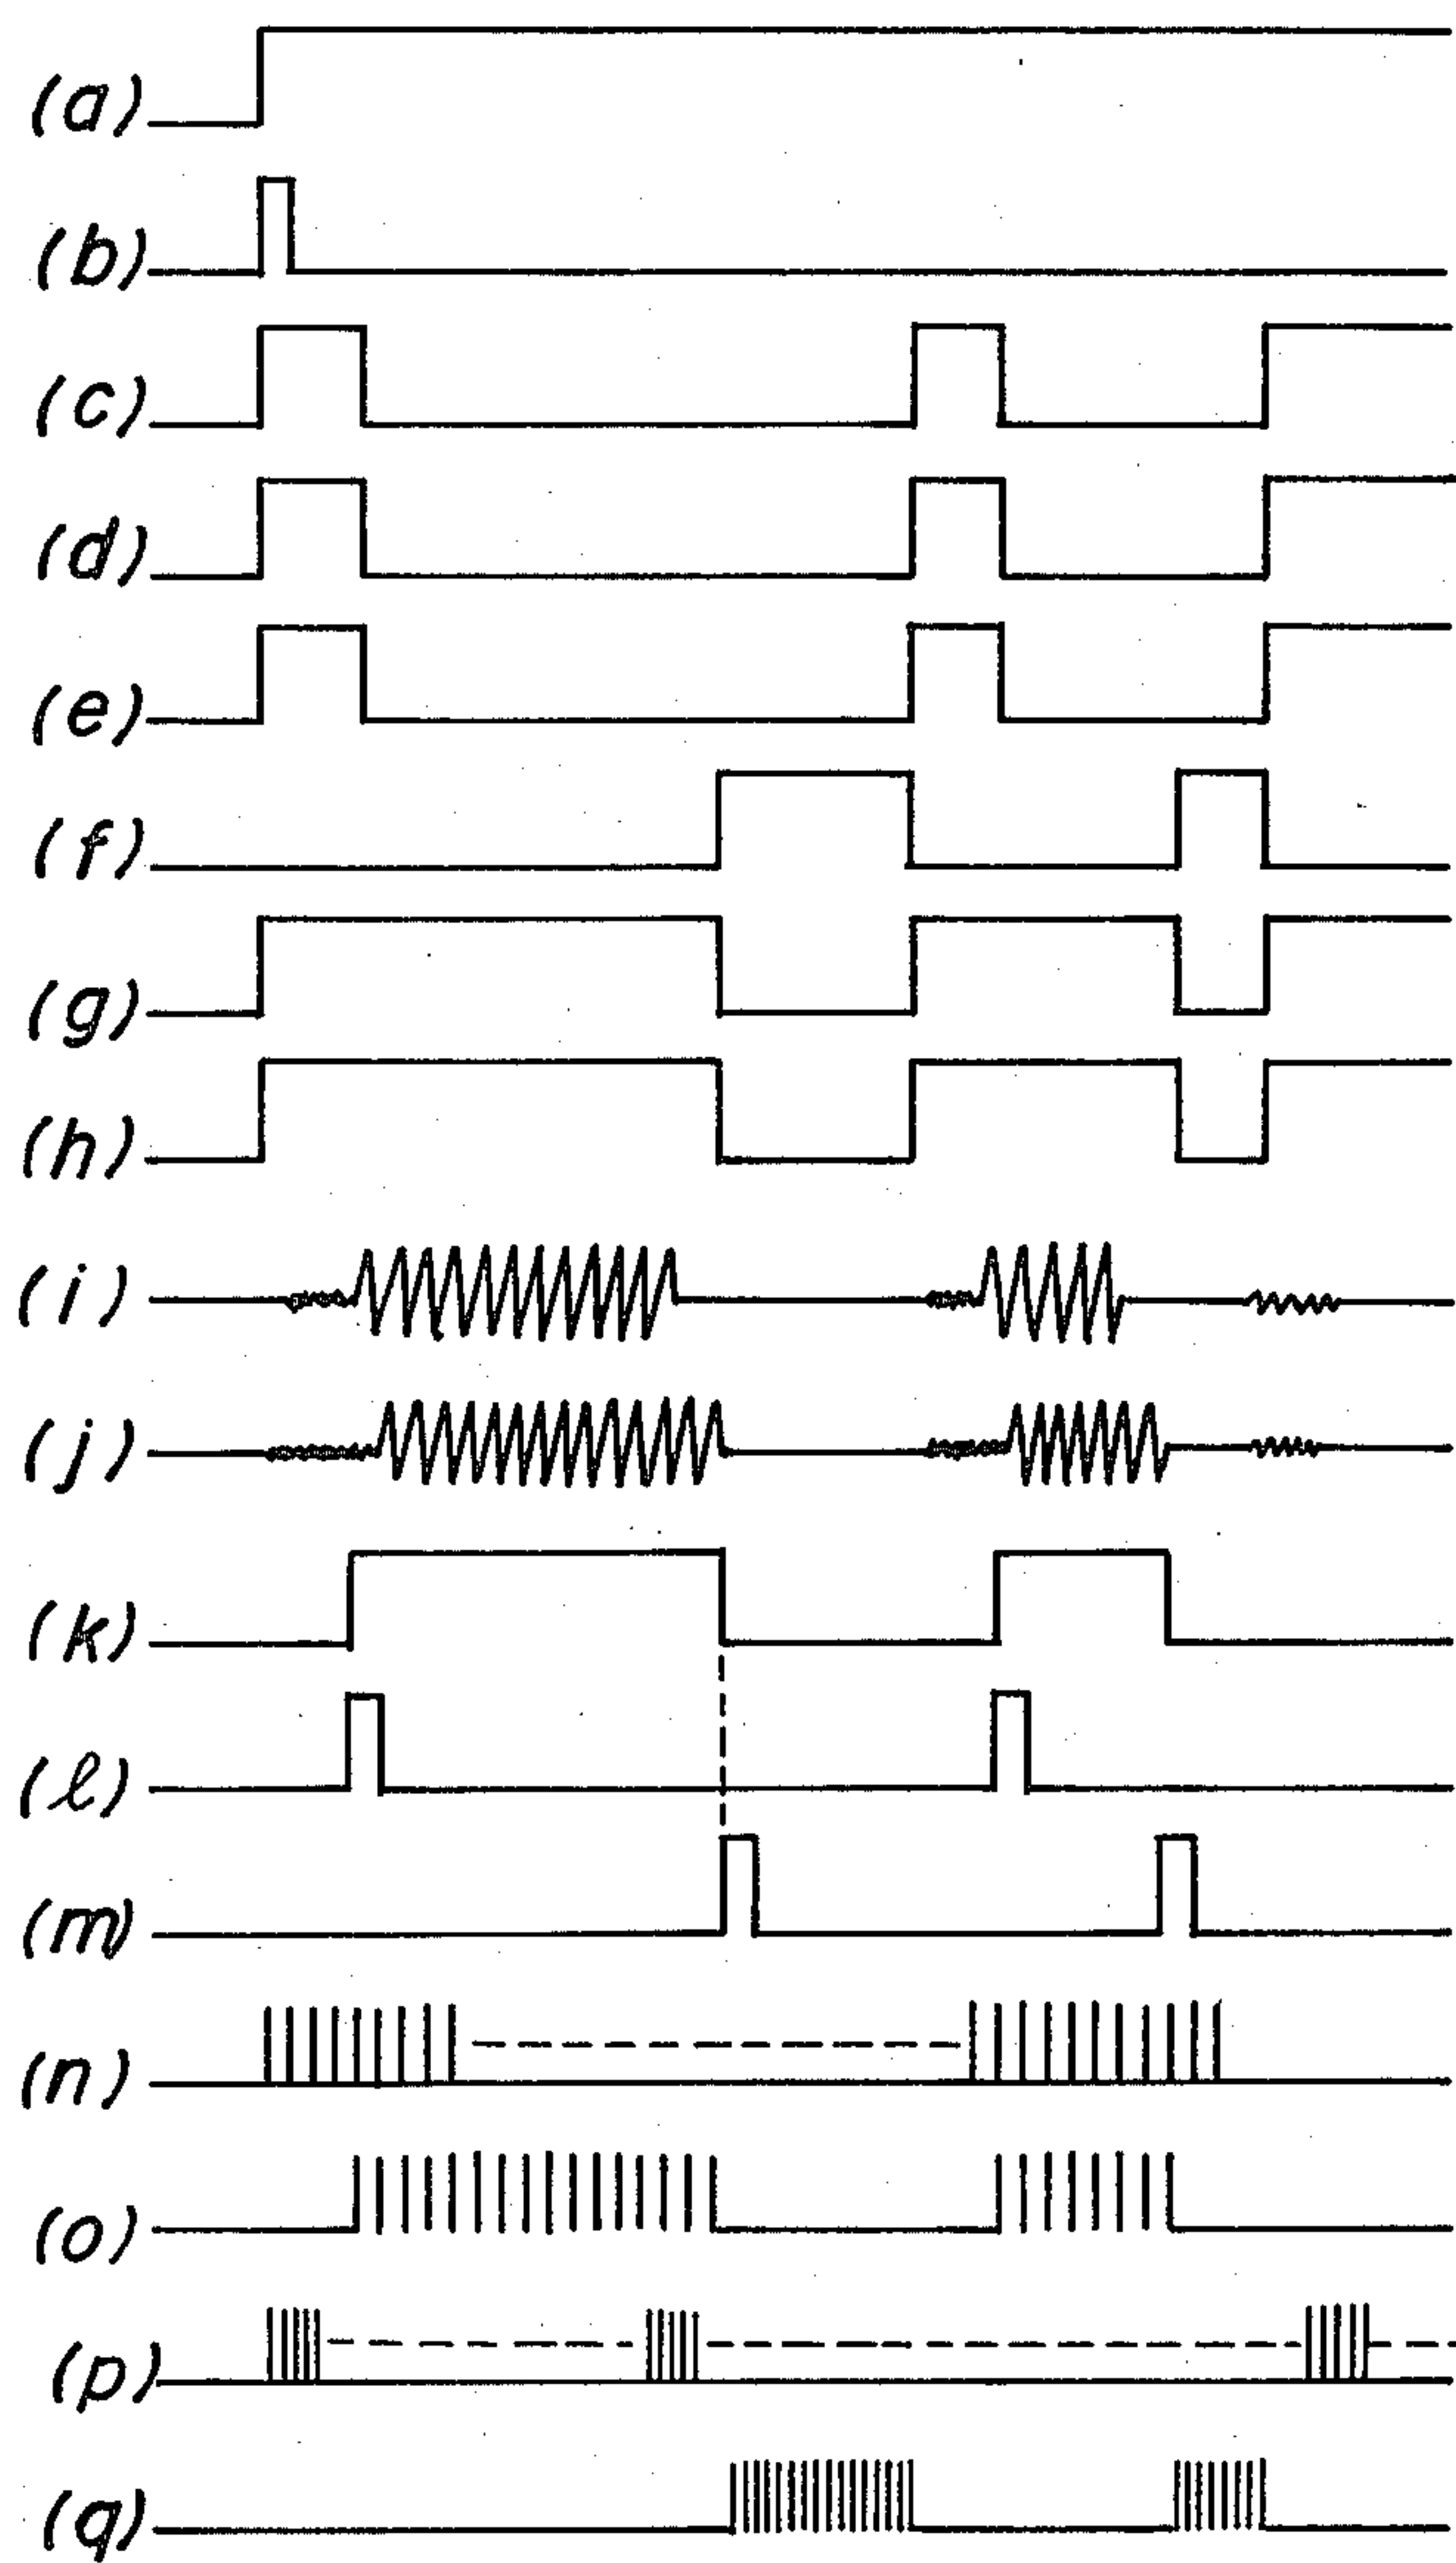 (a)
(b)
(c)
(d)
(e)
(f)
(g)
(h)
(i)
(j)
(k)
(ℓ)
(m)
(n)
(o)
(p)
(q)